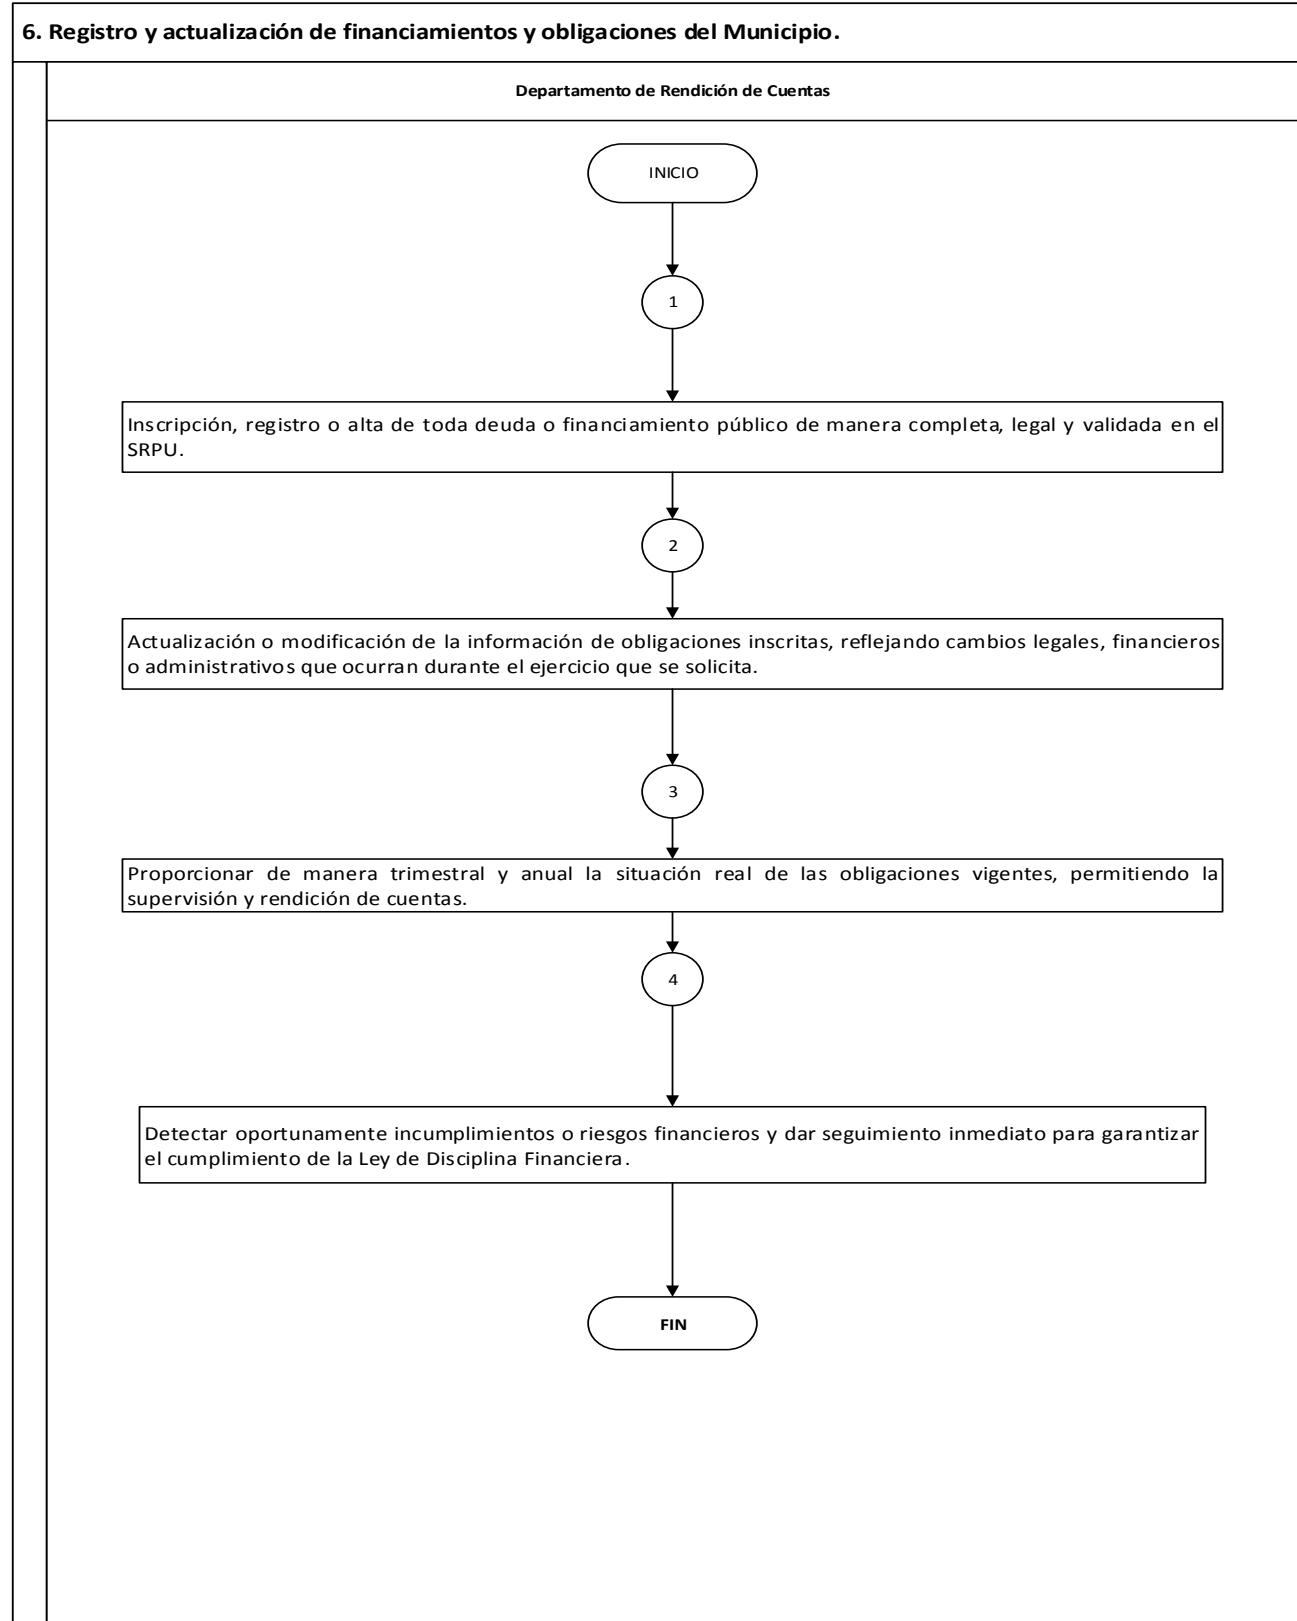 6. Registro y actualización de financiamientos y obligaciones del Municipio.
Departamento de Rendición de Cuentas
INICIO
1
Inscripción, registro o alta de toda deuda o financiamiento público de manera completa, legal y validada en el
SRPU.
2
Actualización o modificación de la información de obligaciones inscritas, reflejando cambios legales, financieros
o administrativos que ocurran durante el ejercicio que se solicita.
3
Proporcionar de manera trimestral y anual la situación real de las obligaciones vigentes, permitiendo la
supervisión y rendición de cuentas.
4
Detectar oportunamente incumplimientos o riesgos financieros y dar seguimiento inmediato para garantizar
el cumplimiento de la Ley de Disciplina Financiera.
FIN